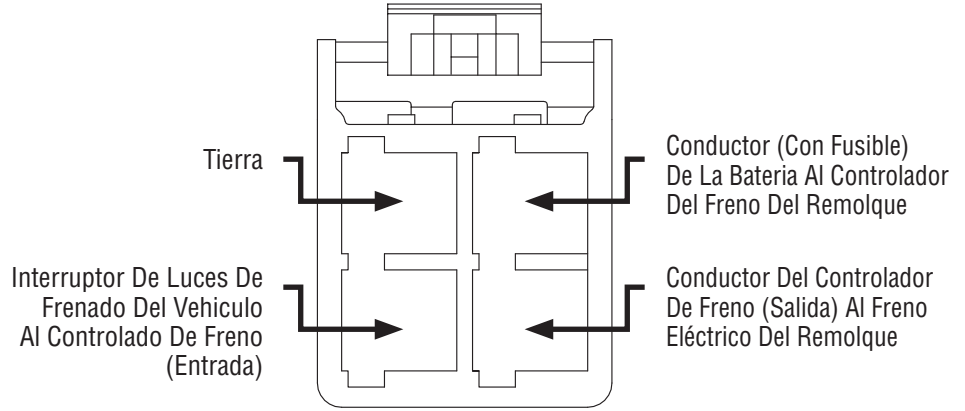 Tierra
Conductor (Con Fusible)
De La Bateria Al Controlador
Del Freno Del Remolque
Interruptor De Luces De
Frenado Del Vehiculo
Al Controlado De Freno
(Entrada)
Conductor Del Controlador
De Freno (Salida) Al Freno
Eléctrico Del Remolque